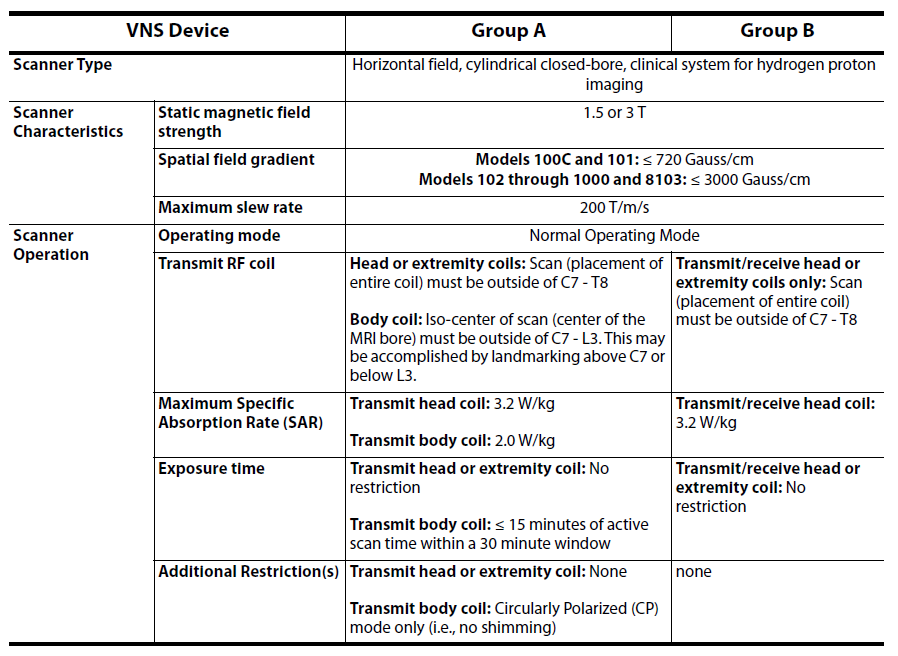 VNS Device Group A Group B
Scanner Type
Horizontal field, cylindrical closed-bore, clinical system for hydrogen proton
imaging
Scanner
Characteristics
Static magnetic field
strength
1.5 or 3 T
Spatial field gradient
Models 100C and 101: ≤ 720 Gauss/cm
Models 102 through 1000 and 8103: ≤ 3000 Gauss/cm
Maximum slew rate
200 T/m/s
Scanner
Operation
Operating mode
Normal Operating Mode
Transmit RF coil
Head or extremity coils: Scan (placement of
entire coil) must be outside of C7 - T8
Body coil: Iso-center of scan (center of the
MRI bore) must be outside of C7 - L3. This may
be accomplished by landmarking above C7 or
below L3.
Transmit/receive head or
extremity coils only: Scan
(placement of entire coil)
must be outside of C7 - T8
Maximum Specific
Absorption Rate (SAR)
Transmit head coil: 3.2 W/kg
Transmit body coil: 2.0 W/kg
Transmit/receive head coil:
3.2 W/kg
Exposure time
Transmit head or extremity coil: No
restriction
Transmit body coil: ≤ 15 minutes of active
scan time within a 30 minute window
Transmit/receive head or
extremity coil: No
restriction
Additional Restriction(s)
Transmit head or extremity coil: None
Transmit body coil: Circularly Polarized (CP)
mode only (i.e., no shimming)
none